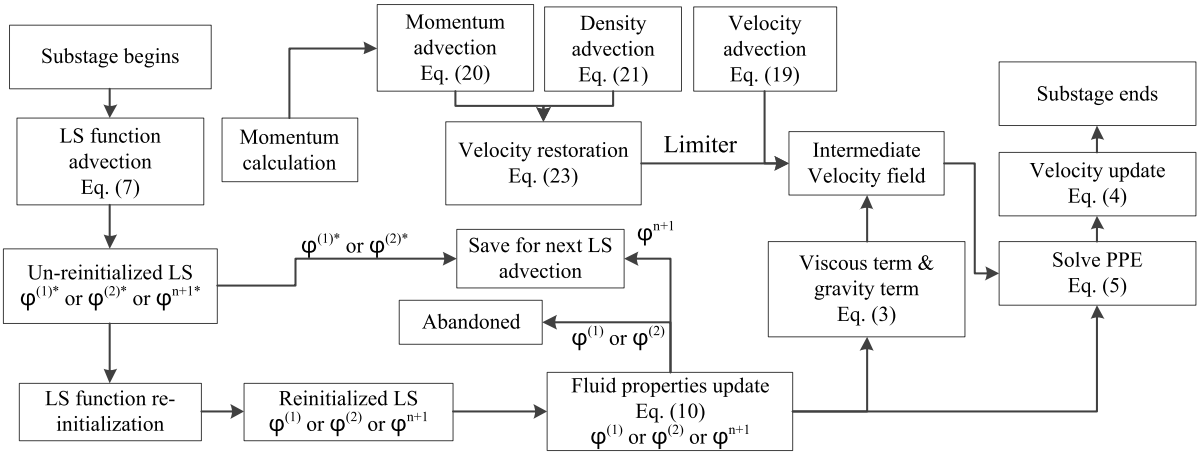 Substage begins
LS function
advection
Eq. (7)
Un-reinitialized LS
φ(1)* or φ(2)* or φn+1*
LS function re-
initialization
Momentum
calculation
Momentum
advection
Eq. (20)
Density
advection
Eq. (21)
Velocity
advection
Eq. (19)
Velocity restoration
Eq. (23)
Limiter
Intermediate
Velocity field
Substage ends
Velocity update
Eq. (4)
Solve PPE
Eq. (5)
φ(1)* or φ(2)*
Save for next LS
advection
φn+1
Viscous term &
gravity term
Eq. (3)
Abandoned
φ(1) or φ(2)
Reinitialized LS
φ(1) or φ(2) or φn+1
Fluid properties update
Eq. (10)
φ(1) or φ(2) or φn+1